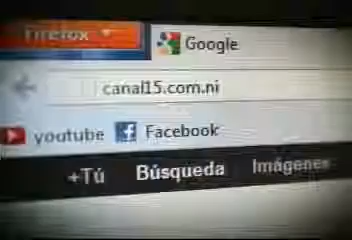 Firefox
Google
canal15.com.ni
youtube Facebook
+Tú Búsqueda Imágenes